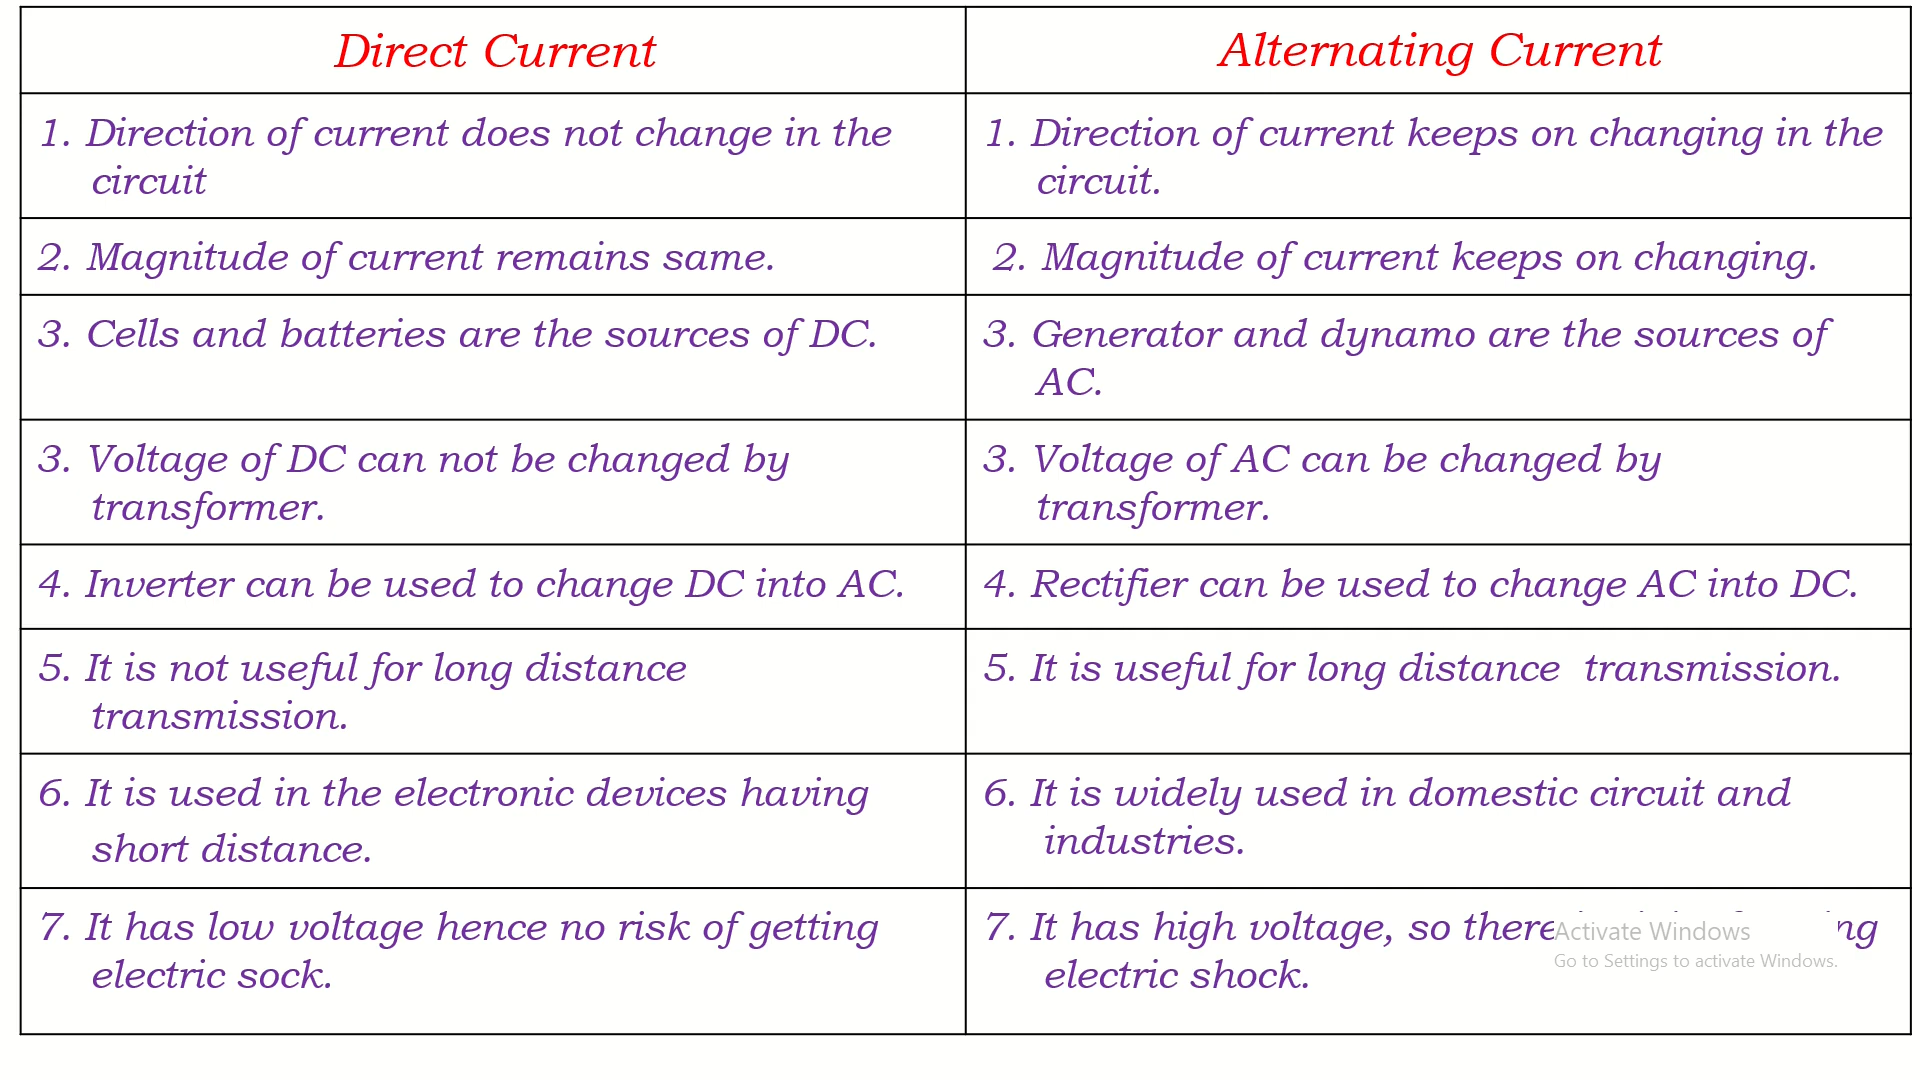 Direct Current
Alternating Current
1. Direction of current does not change in the
circuit
1. Direction of current keeps on changing in the
circuit.
2. Magnitude of current remains same.
2. Magnitude of current keeps on changing.
3. Cells and batteries are the sources of DC.
3. Generator and dynamo are the sources of
AC.
3. Voltage of DC can not be changed by
transformer.
3. Voltage of AC can be changed by
transformer.
4. Inverter can be used to change DC into AC.
4. Rectifier can be used to change AC into DC.
5. It is not useful for long distance
transmission.
5. It is useful for long distance transmission.
6. It is used in the electronic devices having
short distance.
6. It is widely used in domestic circuit and
industries.
7. It has low voltage hence no risk of getting
electric sock.
7. It has high voltage, so there
electric shock.
Activate Windows
Go to Settings to activate Windows.